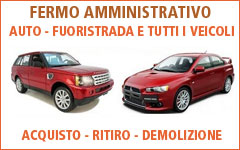 FERMO AMMINISTRATIVO
AUTO - FUORISTRADA E TUTTI I VEICOLI
ACQUISTO - RITIRO - DEMOLIZIONE